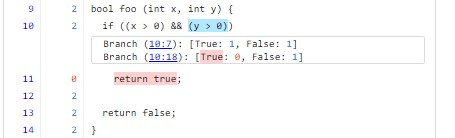 9 2 bool foo (int x, int y) {
10 2 if ((x > 0) && (y > 0))
Branch (10:7): [True: 1, False: 1]
Branch (10:18): [True: 0, False: 1]
11 0 return true;
12 2
13 2 return false;
14 2 }